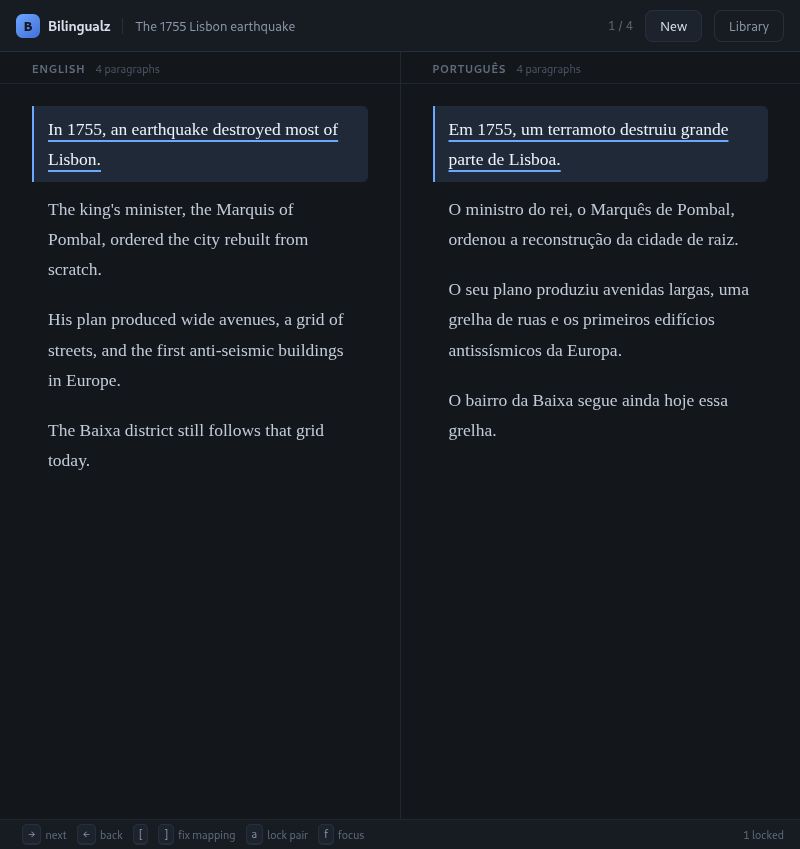 B Bilingualz The 1755 Lisbon earthquake 1 / 4 New Library
ENGLISH 4 paragraphs
In 1755, an earthquake destroyed most of
Lisbon.
The king's minister, the Marquis of
Pombal, ordered the city rebuilt from
scratch.
His plan produced wide avenues, a grid of
streets, and the first anti-seismic buildings
in Europe.
The Baixa district still follows that grid
today.
PORTUGUÊS 4 paragraphs
Em 1755, um terramoto destruiu grande
parte de Lisboa.
O ministro do rei, o Marquês de Pombal,
ordenou a reconstrução da cidade de raiz.
O seu plano produziu avenidas largas, uma
grelha de ruas e os primeiros edifícios
antissísmicos da Europa.
O bairro da Baixa segue ainda hoje essa
grelha.
→ next ← back [ ] fix mapping a lock pair f focus 1 locked